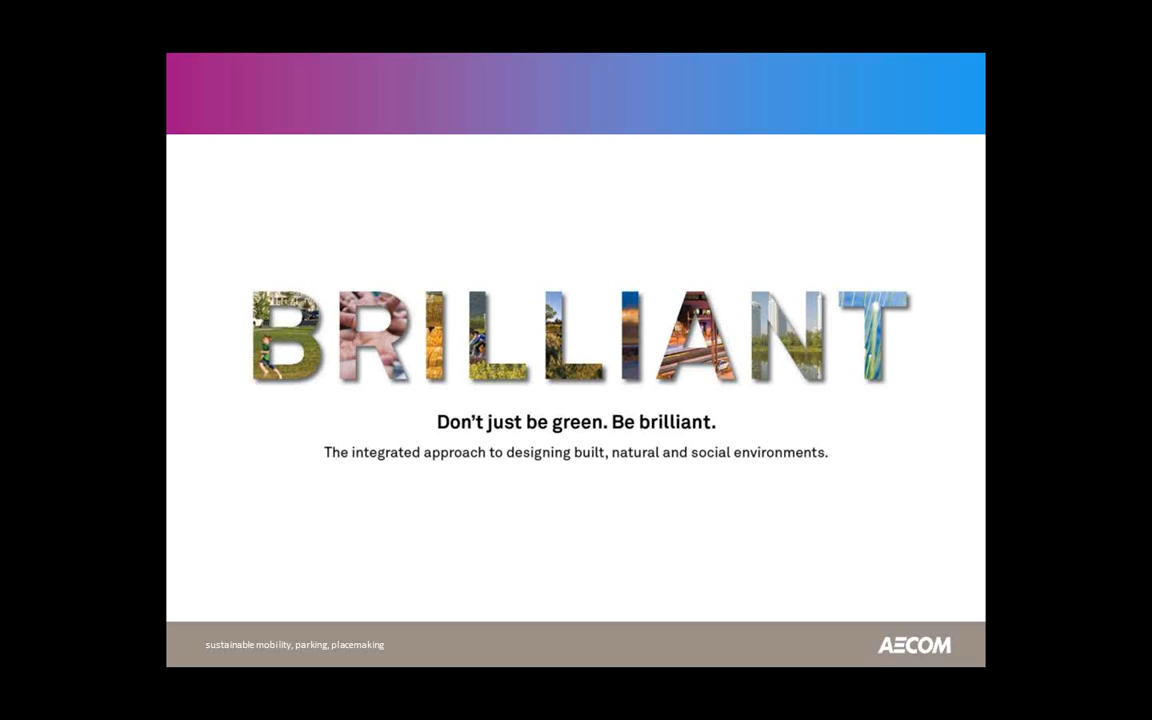 BRILLIANT
Don't just be green. Be brilliant.
The integrated approach to designing built, natural and social environments.
sustainable mobility, parking, placemaking
AECOM